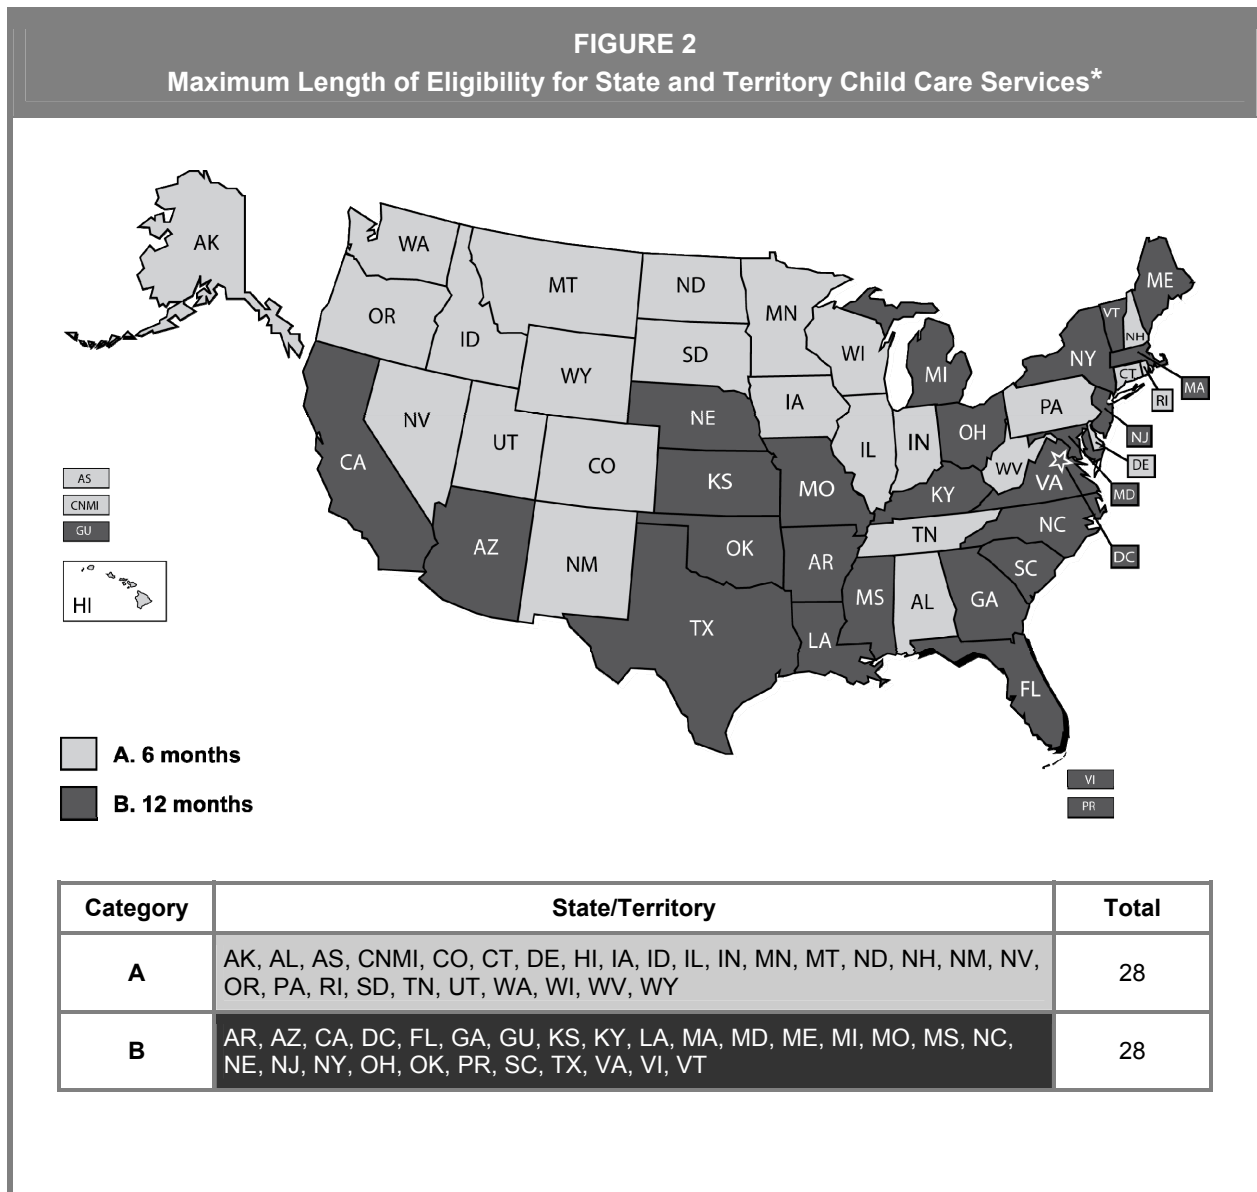 FIGURE 2
Maximum Length of Eligibility for State and Territory Child Care Services*
AK
WA
MT
ND
MN
ME
VT
NH
OR
ID
SD
WI
NY
MI
WY
CT
MA
RI
IA
PA
NE
NV
UT
OH
NJ
IL
IN
CO
CA
WV
DE
KS
MO
KY
VA
MD
AS
CNMI
GU
NC
TN
AZ
OK
DC
NM
AR
SC
HI
MS
AL
GA
TX
LA
FL
A. 6 months
B. 12 months
VI
PR
Category State/Territory Total
A
AK, AL, AS, CNMI, CO, CT, DE, HI, IA, ID, IL, IN, MN, MT, ND, NH, NM, NV,
OR, PA, RI, SD, TN, UT, WA, WI, WV, WY
28
B
AR, AZ, CA, DC, FL, GA, GU, KS, KY, LA, MA, MD, ME, MI, MO, MS, NC,
NE, NJ, NY, OH, OK, PR, SC, TX, VA, VI, VT
28